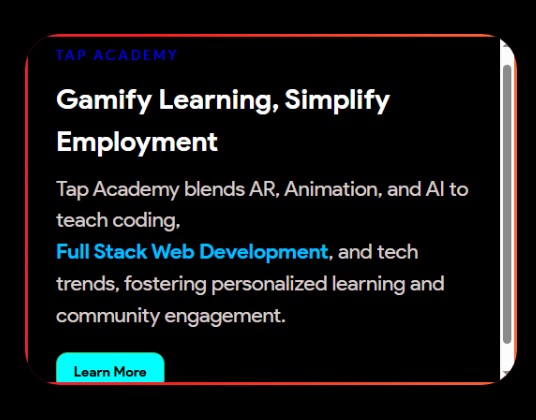 TAP ACADEMY
Gamify Learning, Simplify
Employment
Tap Academy blends AR, Animation, and AI to
teach coding,
Full Stack Web Development, and tech
trends, fostering personalized learning and
community engagement.
Learn More